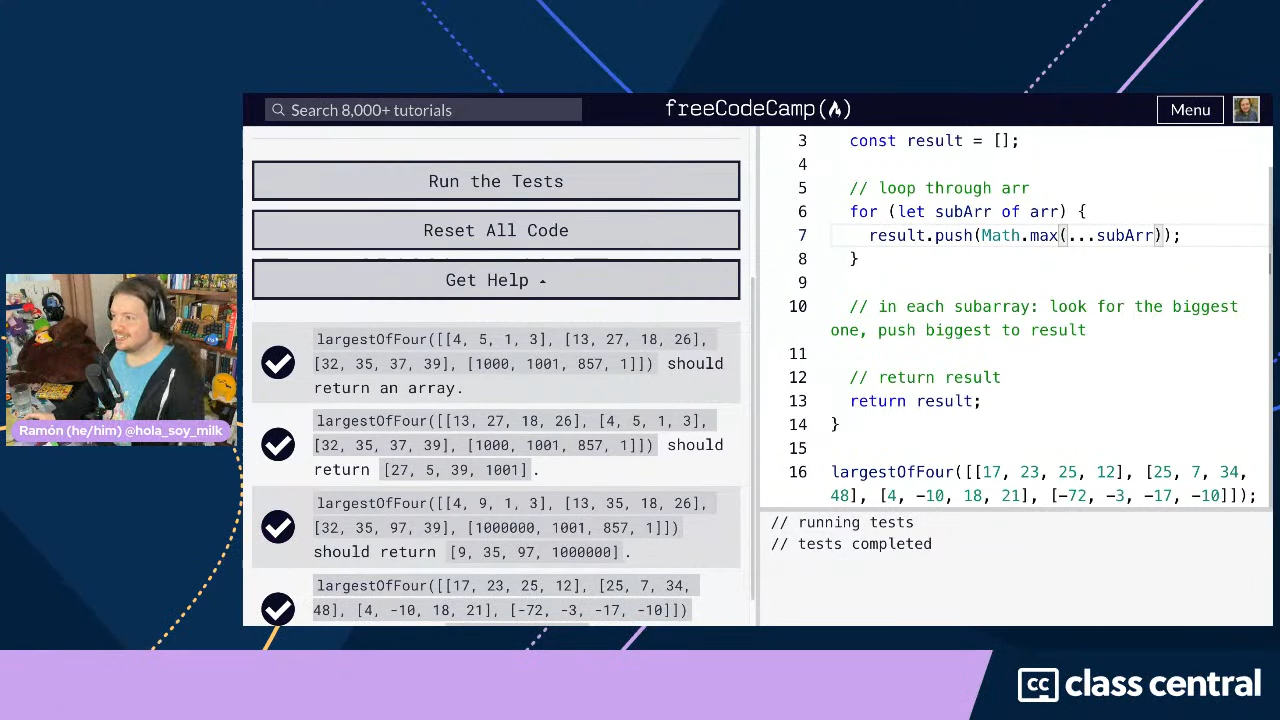 Search 8,000+ tutorials
freeCodeCamp
Menu
Run the Tests
Reset All Code
Get Help
largestOfFour([[4, 5, 1, 3], [13, 27, 18, 26],
[32, 35, 37, 39], [1000, 1001, 857, 1]]) should
return an array.
largestOfFour([[13, 27, 18, 26], [4, 5, 1, 3],
[32, 35, 37, 39], [1000, 1001, 857, 1]]) should
return [27, 5, 39, 1001].
largestOfFour([[4, 9, 1, 3], [13, 35, 18, 26],
[32, 35, 97, 39], [1000000, 1001, 857, 1]])
should return [9, 35, 97, 1000000].
largestOfFour([[17, 23, 25, 12], [25, 7, 34,
48], [4, -10, 18, 21], [-72, -3, -17, -10]])
3 const result = [];
4
5 // loop through arr
6 for (let subArr of arr) {
7 result.push(Math.max(...subArr));
8 }
9
10 // in each subarray: look for the biggest
one, push biggest to result
11
12 // return result
13 return result;
14 }
15
16 largestOfFour([[17, 23, 25, 12], [25, 7, 34,
48], [4, -10, 18, 21], [-72, -3, -17, -10]]);
// running tests
// tests completed
Ramón (he/him) @hola_soy_milk
cc class central